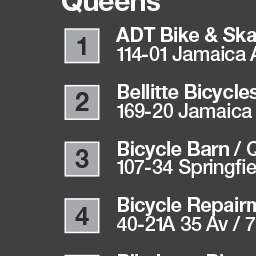 Queens
1
ADT Bike & Ska
114-01 Jamaica A
2
Bellitte Bicycles
169-20 Jamaica
3
Bicycle Barn / Q
107-34 Springfie
4
Bicycle Repairm
40-21A 35 Av / 7